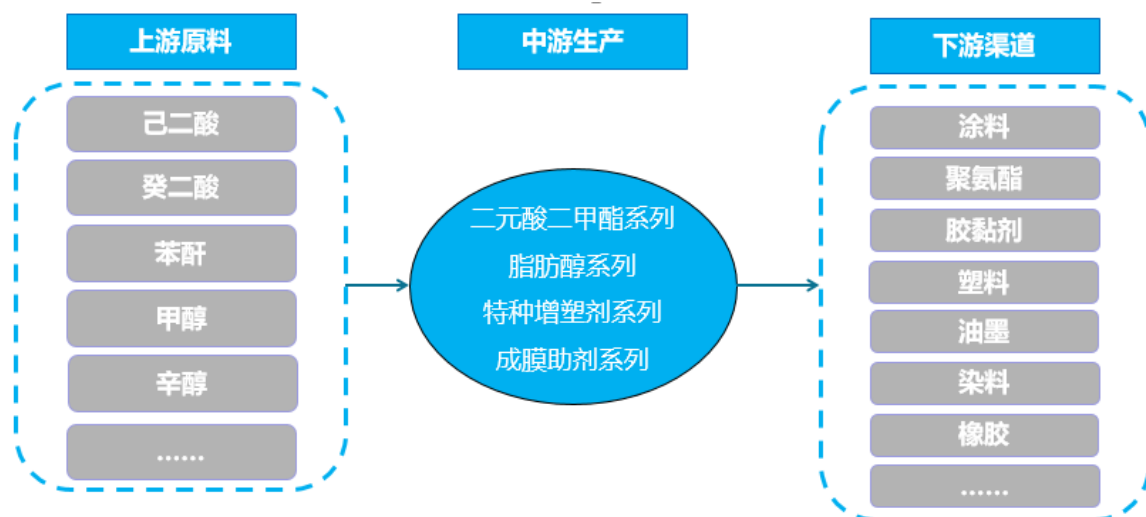 上游原料
己二酸
癸二酸
苯酐
甲醇
辛醇
……
中游生产
二元酸二甲酯系列
脂肪醇系列
特种增塑剂系列
成膜助剂系列
下游渠道
涂料
聚氨酯
胶黏剂
塑料
油墨
染料
橡胶
……